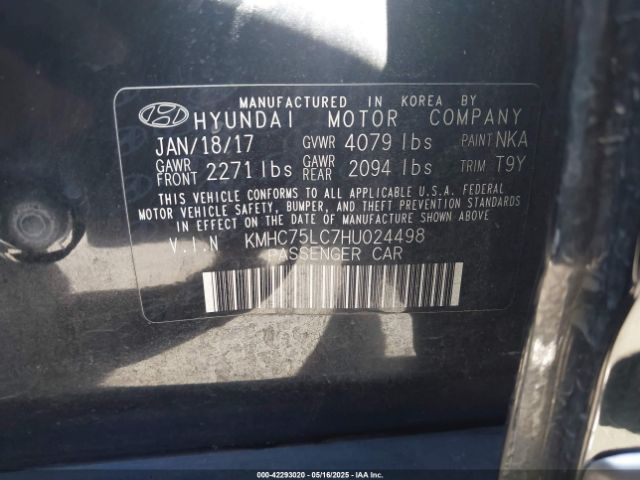 MANUFACTURED IN KOREA BY
HYUNDAI MOTOR COMPANY
JAN/18/17 GVWR 4079 lbs PAINT NKA
GAWR FRONT 2271 lbs GAWR REAR 2094 lbs TRIM T9Y
THIS VEHICLE CONFORMS TO ALL APPLICABLE U.S.A. FEDERAL
MOTOR VEHICLE SAFETY, BUMPER, AND THEFT PREVENTION STANDARDS
IN EFFECT ON THE DATE OF MANUFACTURE SHOWN ABOVE
V.I.N KMHC75LC7HU024498
PASSENGER CAR
000-42293020 - 05/16/2025 - IAA Inc.